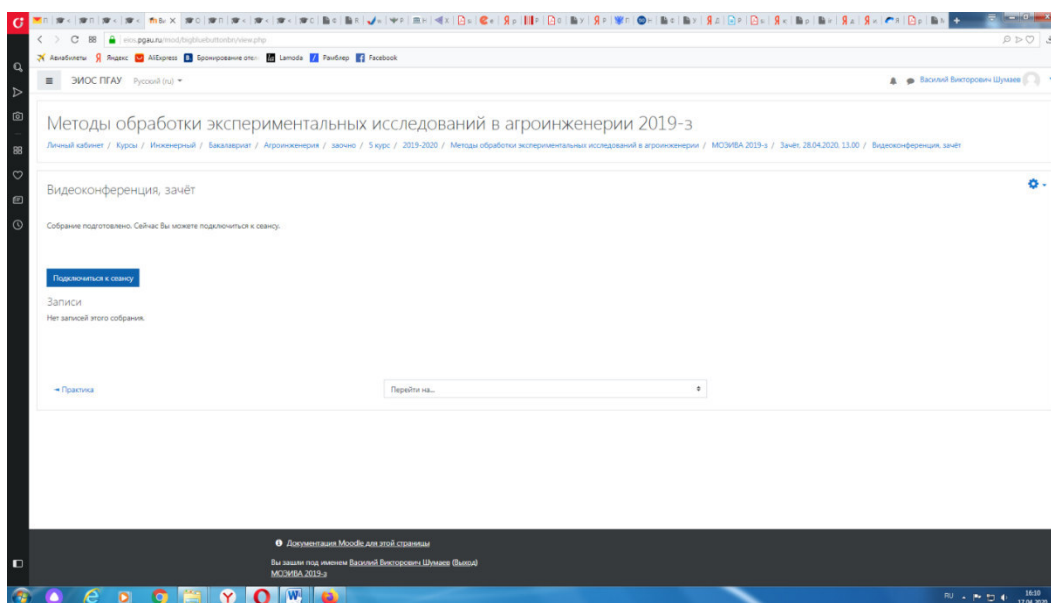 eios.pgau.ru/mod/bigbluebuttonbn/view.php
Авиабилеты Яндекс AliExpress Бронирование оте Lamoda Рамблер Facebook
ЭИОС ПГАУ Русский (ru)
Василий Викторович Шумаев
Методы обработки экспериментальных исследований в агроинженерии 2019-з
Личный кабинет / Курсы / Инженерный / Бакалавриат / Агроинженерия / заочно / 5 курс / 2019-2020 / Методы обработки экспериментальных исследований в агроинженерии / МОЭИВА 2019-з / Зачёт. 28.04.2020. 13.00 / Видеоконференция, зачёт
Видеоконференция, зачёт
Собрание подготовлено. Сейчас Вы можете подключиться к сеансу.
Подключиться к сеансу
Записи
Нет записей этого собрания.
◄ Практика
Перейти на...
Документация Moodle для этой страницы
Вы зашли под именем Василий Викторович Шумаев (Выход)
МОЭИВА 2019-з
RU
16:10
17.04.2020